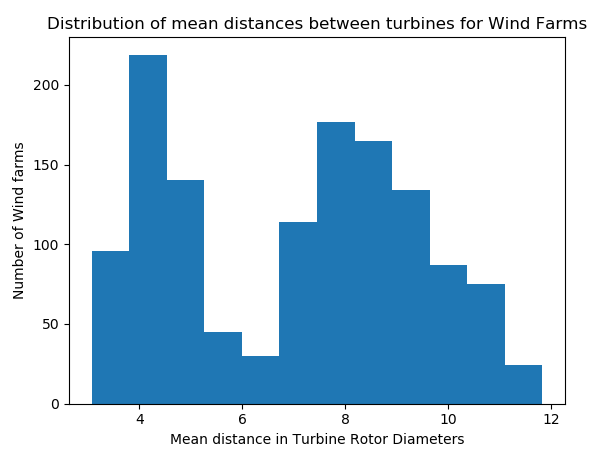 Distribution of mean distances between turbines for Wind Farms
200
150
100
50
0
Number of Wind farms
4 6 8 10 12
Mean distance in Turbine Rotor Diameters